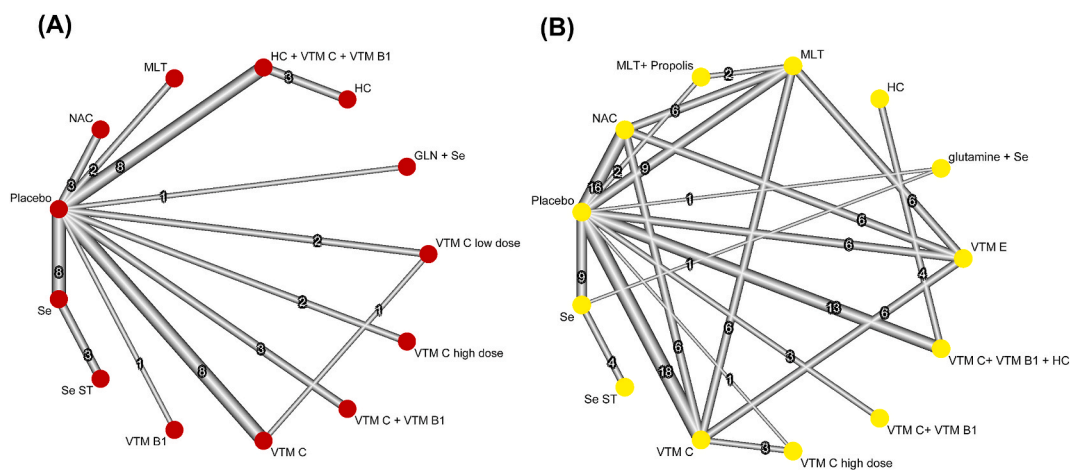 (A)
(B)
HC + VTM C + VTM B1
MLT
3
HC
NAC
3
2
8
GLN + Se
1
Placebo
2
VTM C low dose
8
1
Se
2
VTM C high dose
3
1
8
3
Se ST
VTM C + VTM B1
VTM B1
VTM C
MLT
MLT+ Propolis
2
HC
NAC
6
glutamine + Se
16
2
9
1
Placebo
6
6
6
VTM E
9
1
4
Se
13
6
6
VTM C+ VTM B1 + HC
4
6
18
3
1
Se ST
VTM C+ VTM B1
VTM C
3
VTM C high dose